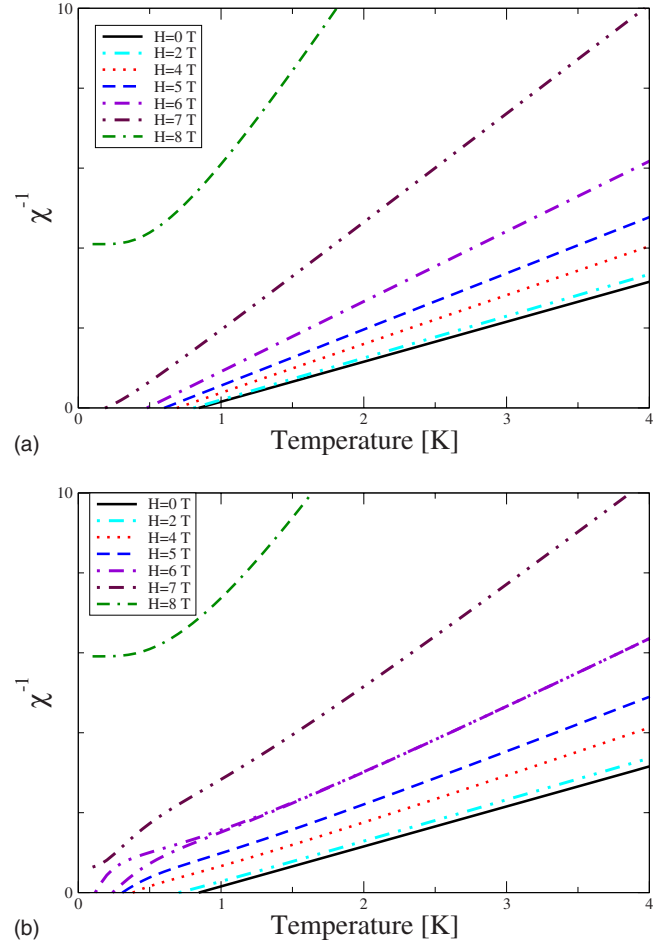 10
H=0 T
H=2 T
H=4 T
H=5 T
H=6 T
H=7 T
H=8 T
χ⁻¹
0
0 1 2 3 4
(a) Temperature [K]
10
H=0 T
H=2 T
H=4 T
H=5 T
H=6 T
H=7 T
H=8 T
χ⁻¹
0
0 1 2 3 4
(b) Temperature [K]